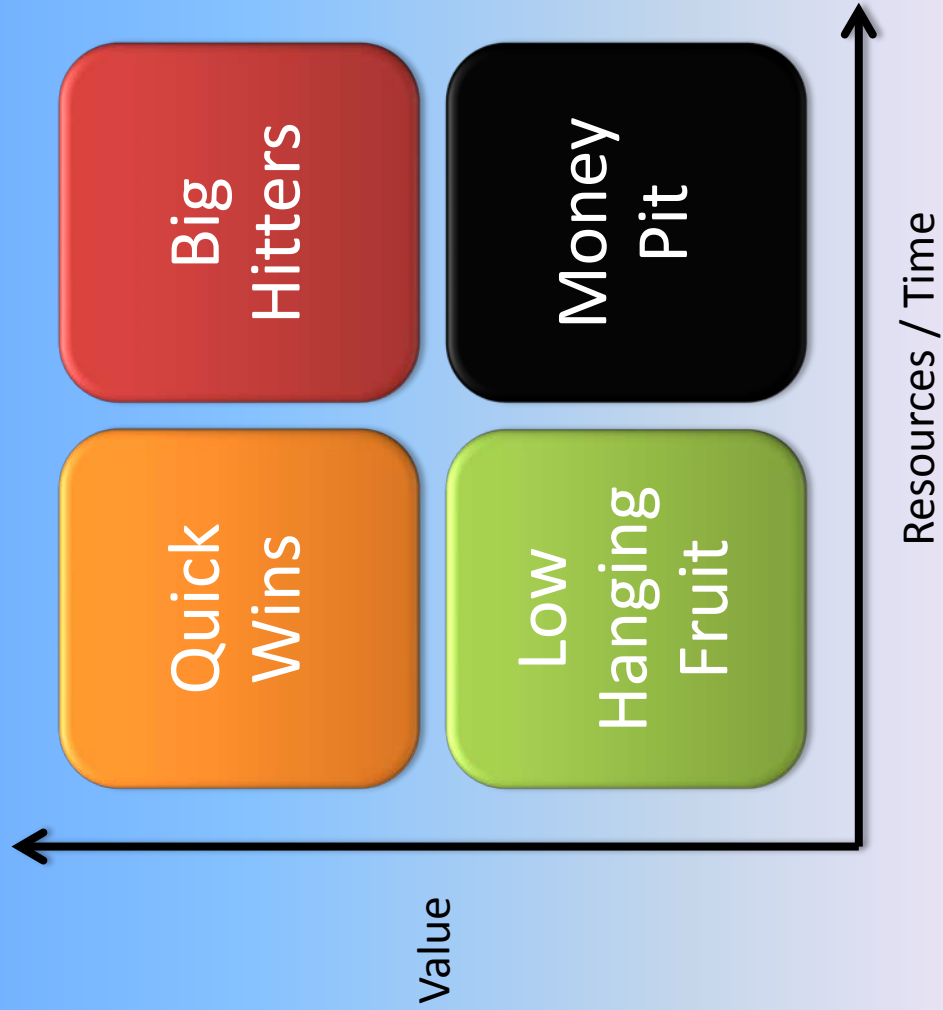 Value
Quick
Wins
Big
Hitters
Low
Hanging
Fruit
Money
Pit
Resources / Time